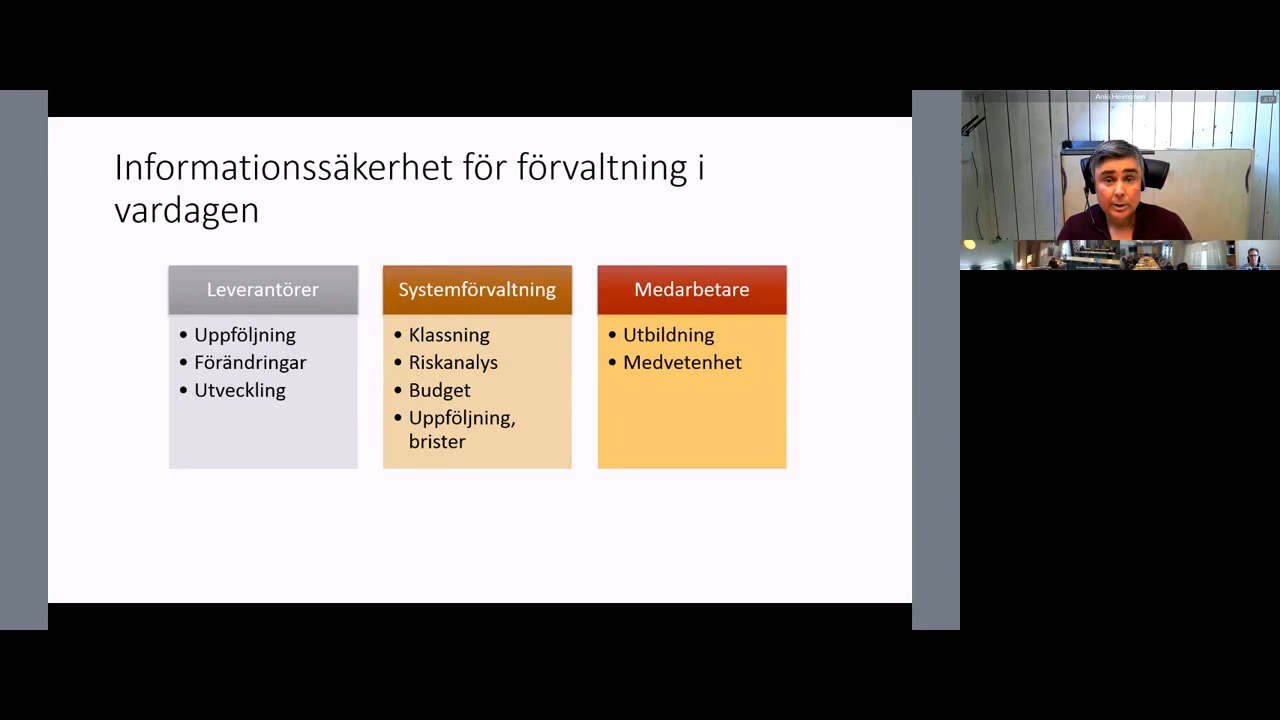 Informationssäkerhet för förvaltning i
vardagen
Leverantörer
• Uppföljning
• Förändringar
• Utveckling
Systemförvaltning
• Klassning
• Riskanalys
• Budget
• Uppföljning,
brister
Medarbetare
• Utbildning
• Medvetenhet